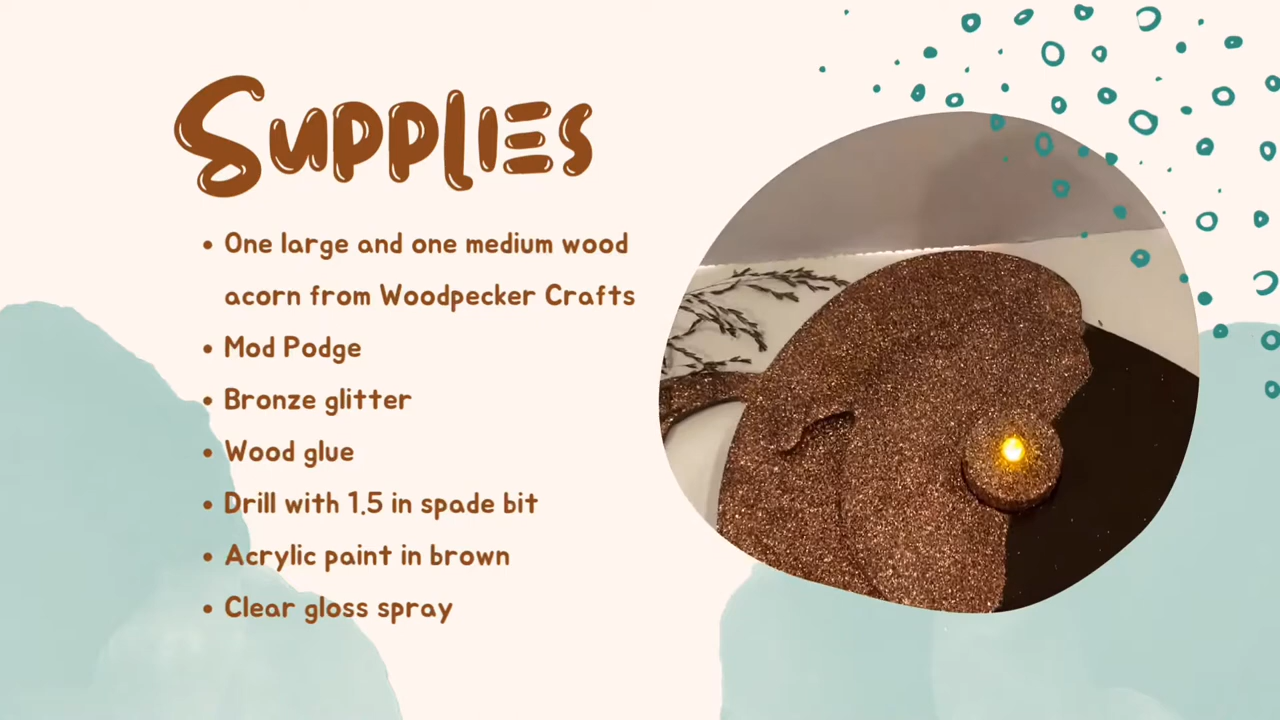 Supplies
• One large and one medium wood
acorn from Woodpecker Crafts
• Mod Podge
• Bronze glitter
• Wood glue
• Drill with 1.5 in spade bit
• Acrylic paint in brown
• Clear gloss spray